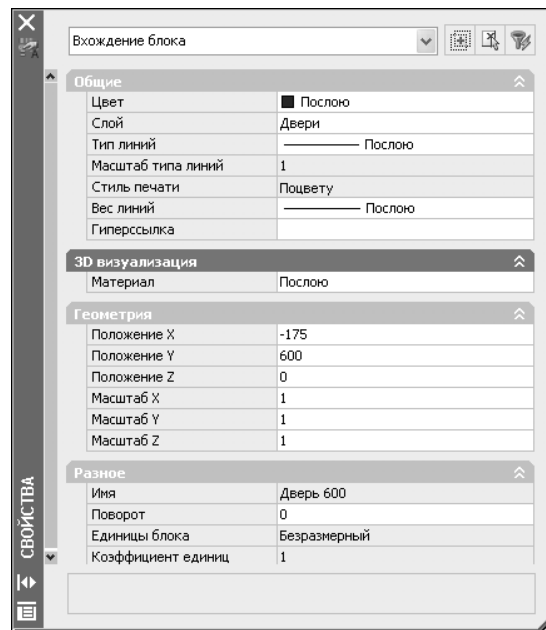 Вхождение блока
Общие
Цвет Послою
Слой Двери
Тип линий Послою
Масштаб типа линий 1
Стиль печати Поцвету
Вес линий Послою
Гиперссылка
3D визуализация
Материал Послою
Геометрия
Положение X -175
Положение Y 600
Положение Z 0
Масштаб X 1
Масштаб Y 1
Масштаб Z 1
Разное
Имя Дверь 600
Поворот 0
Единицы блока Безразмерный
Коэффициент единиц 1
СВОЙСТВА